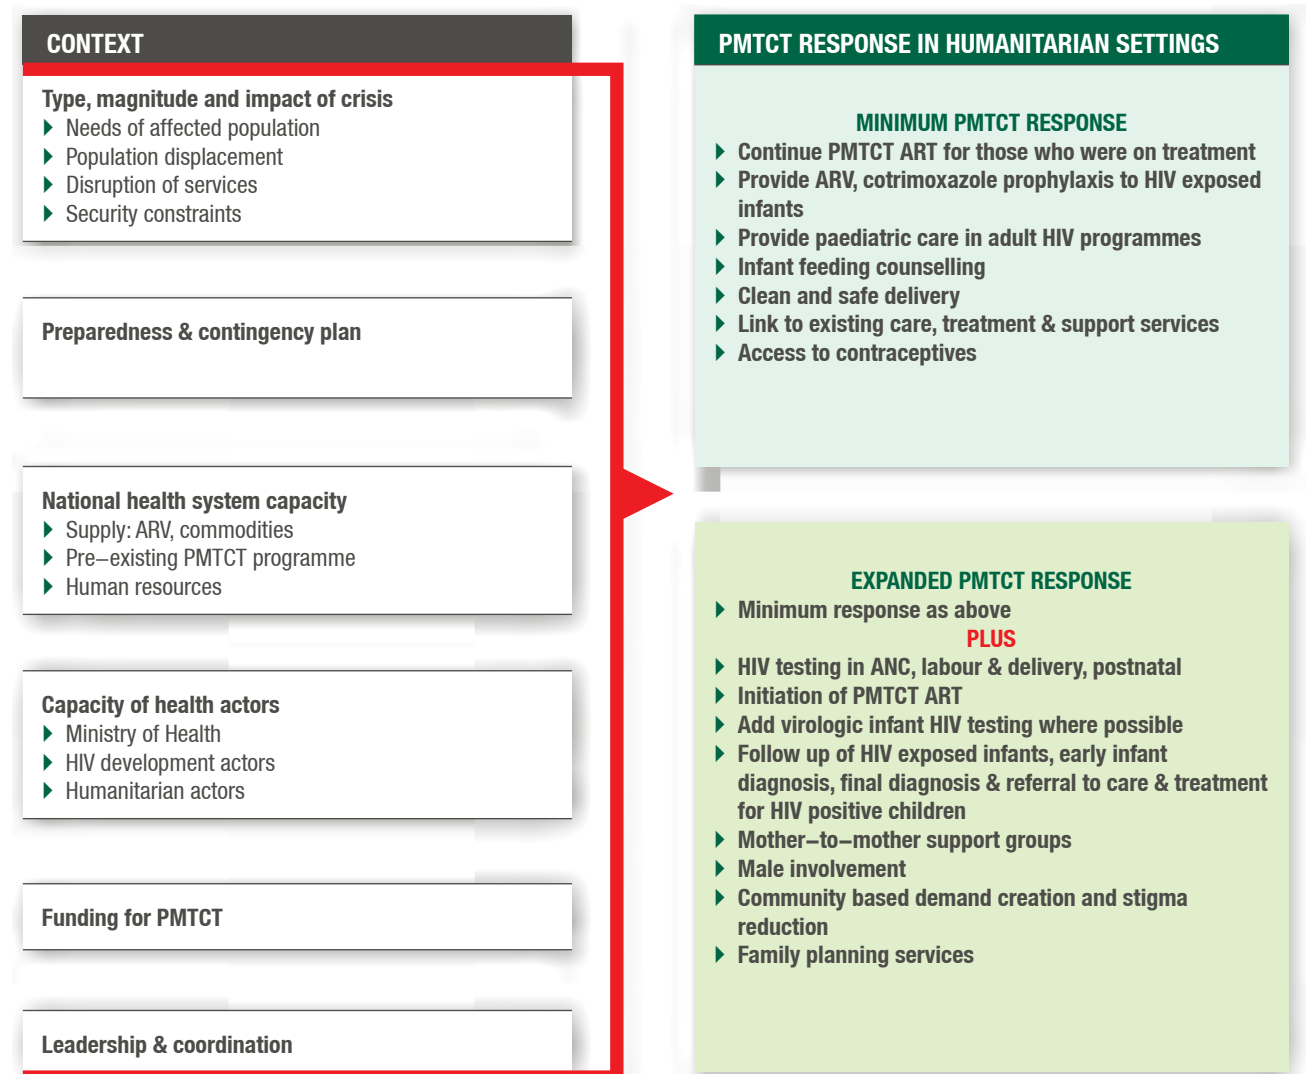 CONTEXT
Type, magnitude and impact of crisis
Needs of affected population
Population displacement
Disruption of services
Security constraints
Preparedness & contingency plan
National health system capacity
Supply: ARV, commodities
Pre–existing PMTCT programme
Human resources
Capacity of health actors
Ministry of Health
HIV development actors
Humanitarian actors
Funding for PMTCT
Leadership & coordination
PMTCT RESPONSE IN HUMANITARIAN SETTINGS
MINIMUM PMTCT RESPONSE
Continue PMTCT ART for those who were on treatment
Provide ARV, cotrimoxazole prophylaxis to HIV exposed
infants
Provide paediatric care in adult HIV programmes
Infant feeding counselling
Clean and safe delivery
Link to existing care, treatment & support services
Access to contraceptives
EXPANDED PMTCT RESPONSE
Minimum response as above
PLUS
HIV testing in ANC, labour & delivery, postnatal
Initiation of PMTCT ART
Add virologic infant HIV testing where possible
Follow up of HIV exposed infants, early infant
diagnosis, final diagnosis & referral to care & treatment
for HIV positive children
Mother–to–mother support groups
Male involvement
Community based demand creation and stigma
reduction
Family planning services